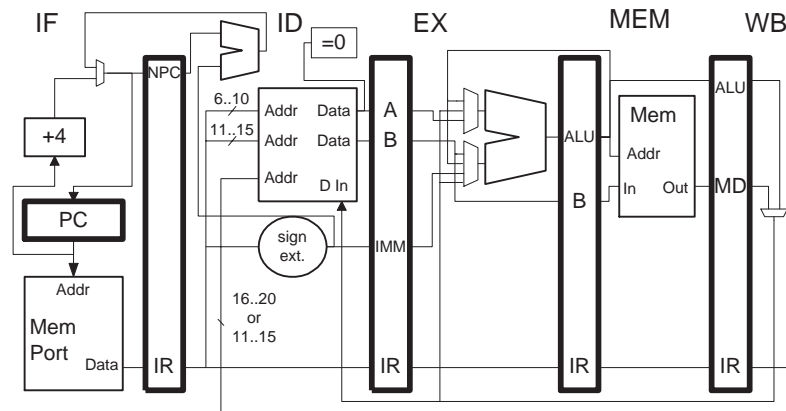 IF
ID
EX
MEM
WB
=0
NPC
+4
PC
Addr
Mem
Port
Data
IR
6..10
11..15
Addr
Data
Addr
Data
Addr
D In
sign
ext.
16..20
or
11..15
A
B
IMM
IR
ALU
B
IR
Mem
Addr
In
Out
ALU
MD
IR